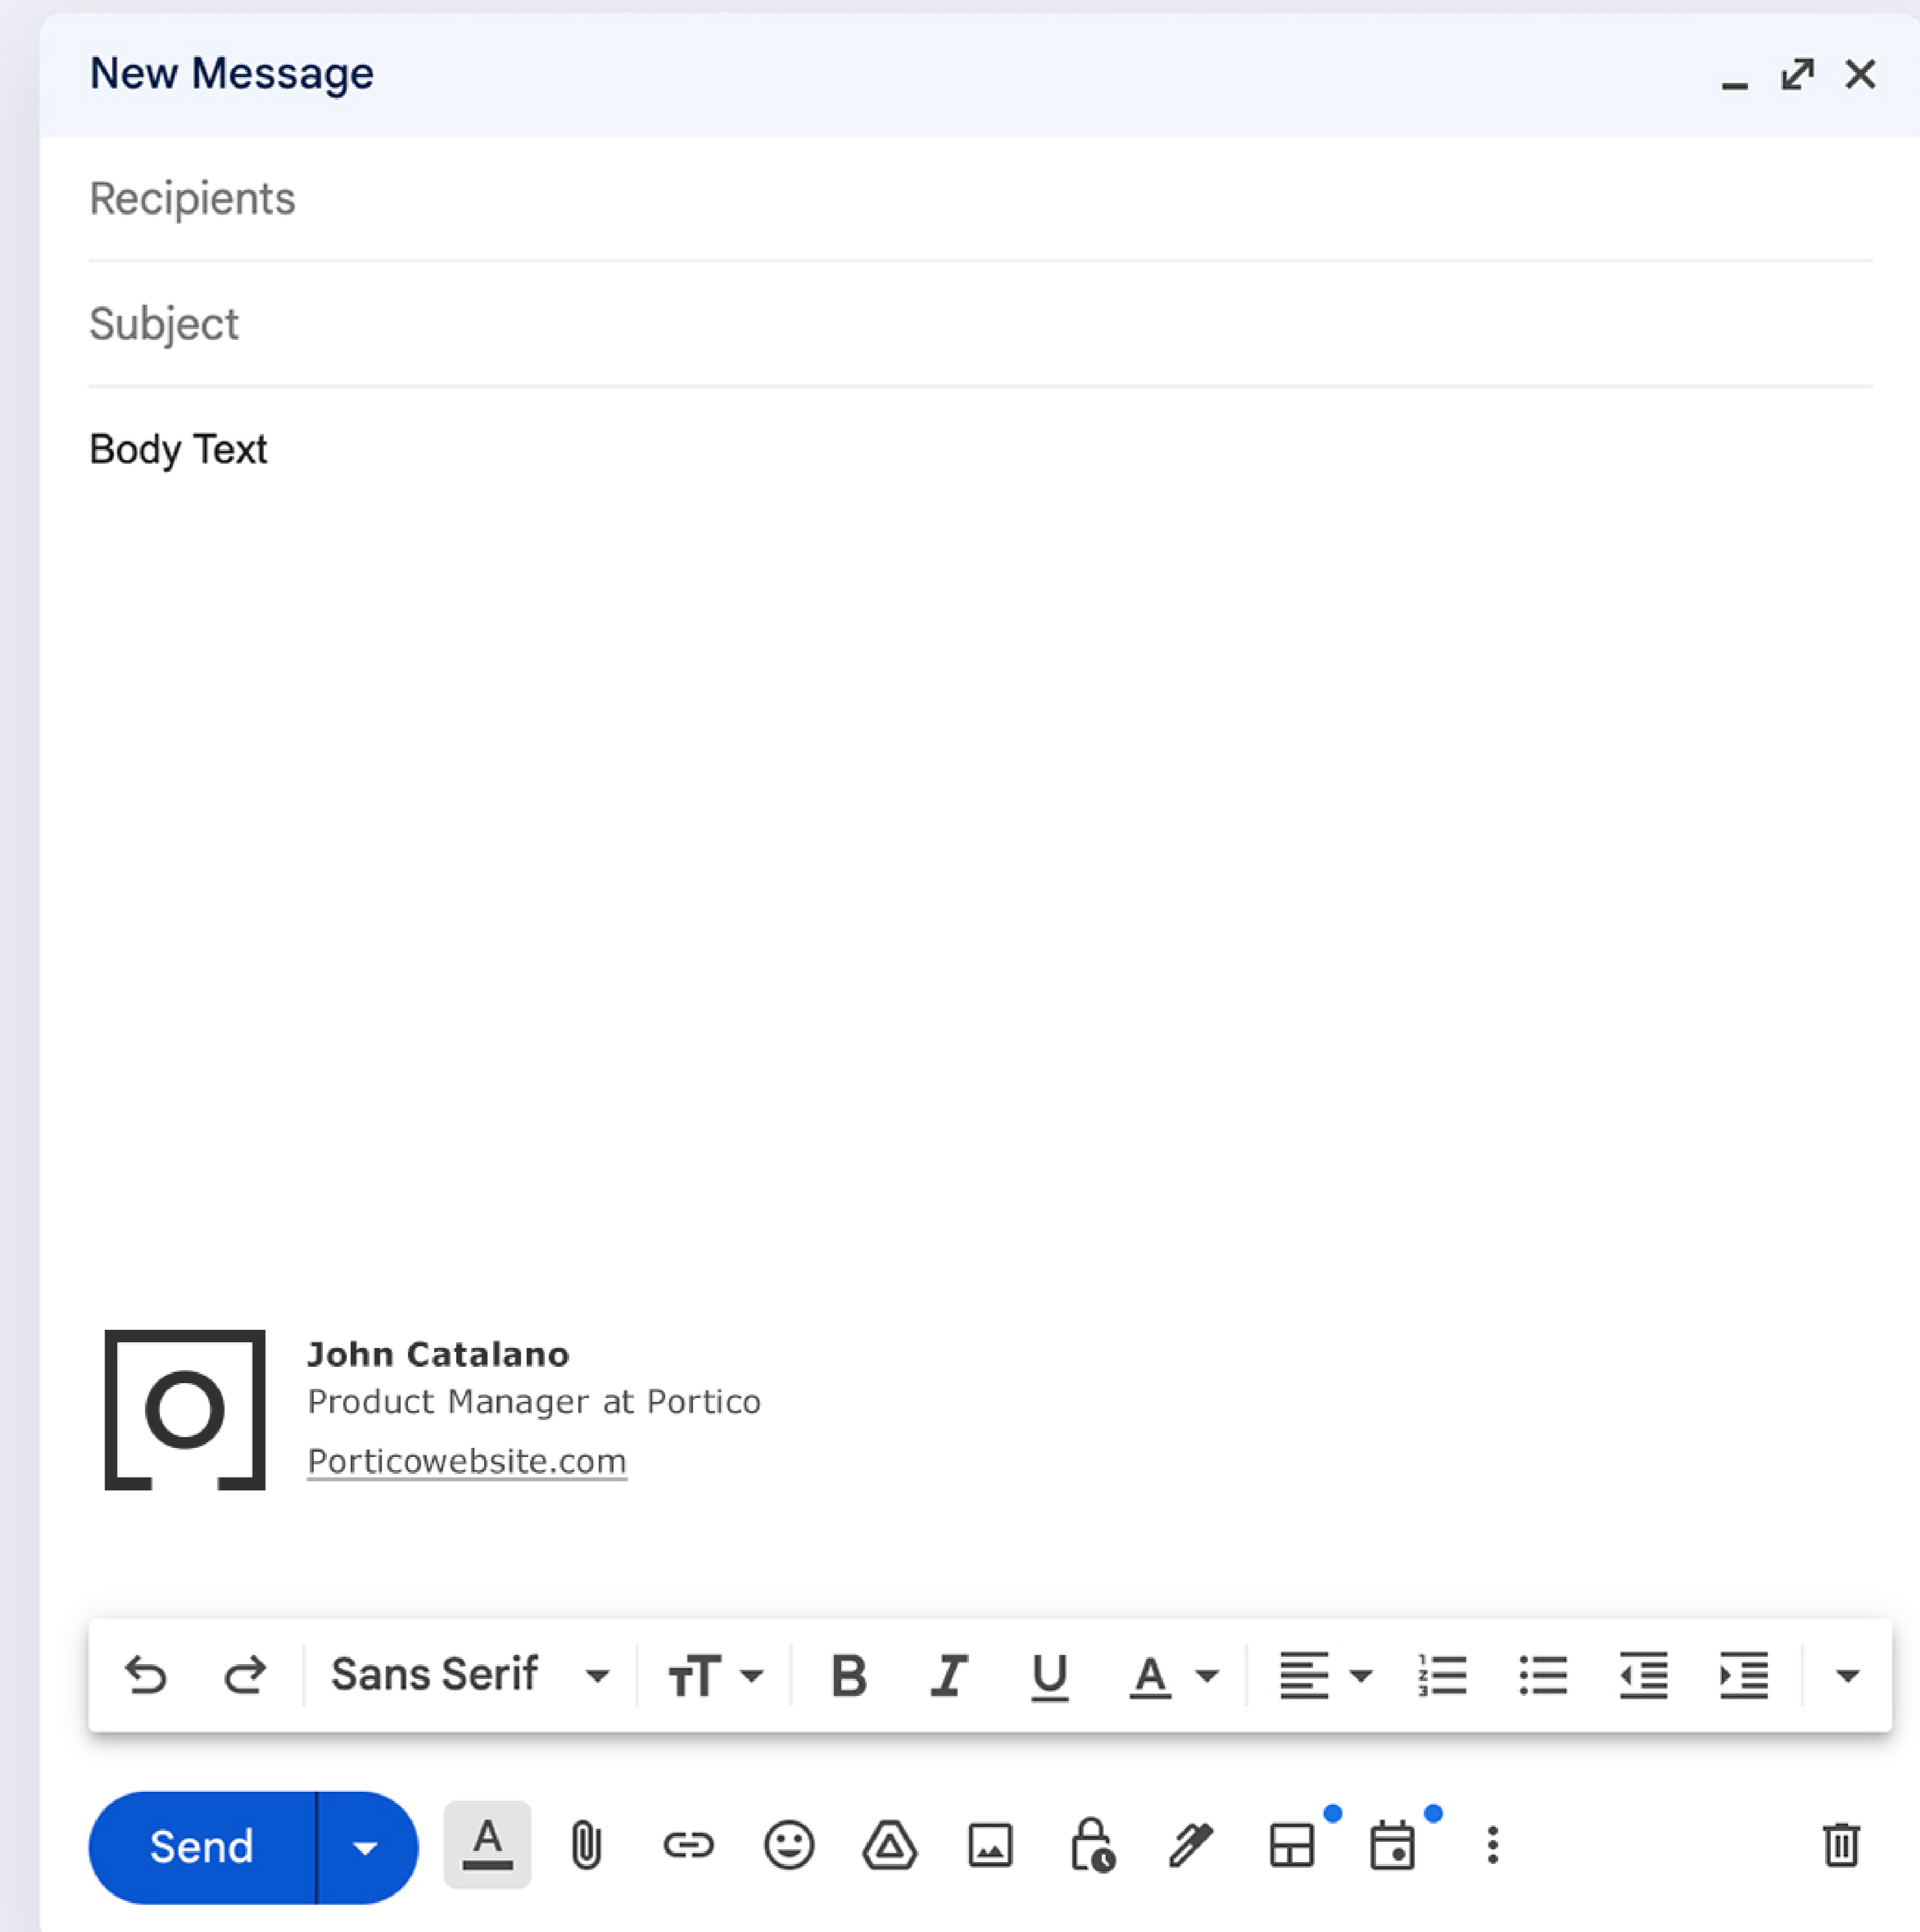 New Message
Recipients
Subject
Body Text
John Catalano
Product Manager at Portico
Porticowebsite.com
Sans Serif
Send